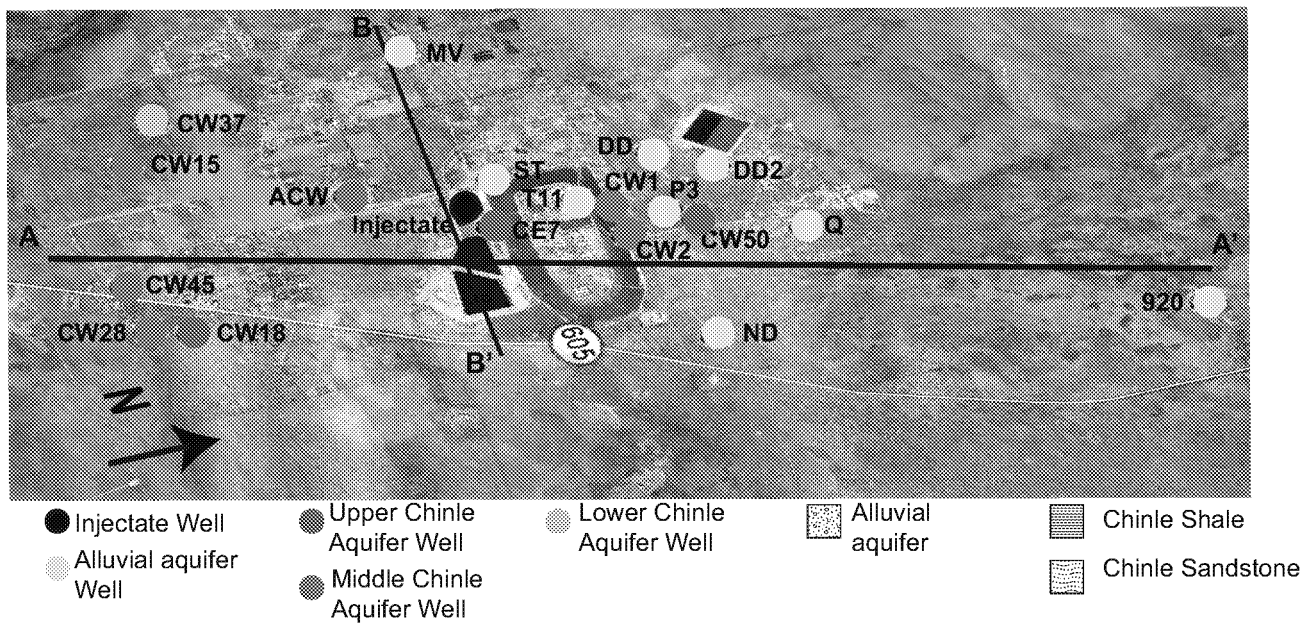 B
MV
CW37
CW15
DD
DD2
ST
CW1
P3
ACW
T11
Injectate
CE7
Q
CW50
CW2
A
A'
CW45
920
CW28
CW18
ND
605
B'
N
Injectate Well
Alluvial aquifer
Well
Upper Chinle
Aquifer Well
Middle Chinle
Aquifer Well
Lower Chinle
Aquifer Well
Alluvial
aquifer
Chinle Shale
Chinle Sandstone